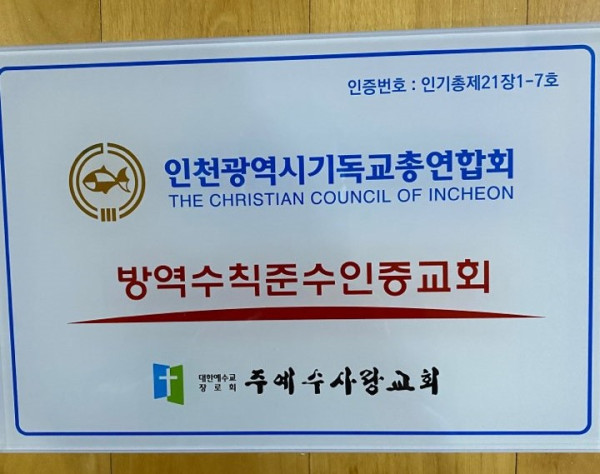 인증번호 : 인기총제21장1-7호
인천광역시기독교총연합회
THE CHRISTIAN COUNCIL OF INCHEON
방역수칙준수인증교회
대한예수교
장로회
주예수사랑교회